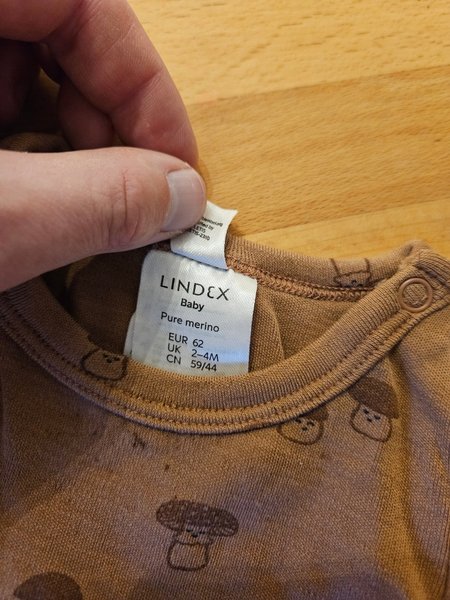 LINDEX
Baby
Pure merino
EUR 62
UK 2–4M
CN 59/44